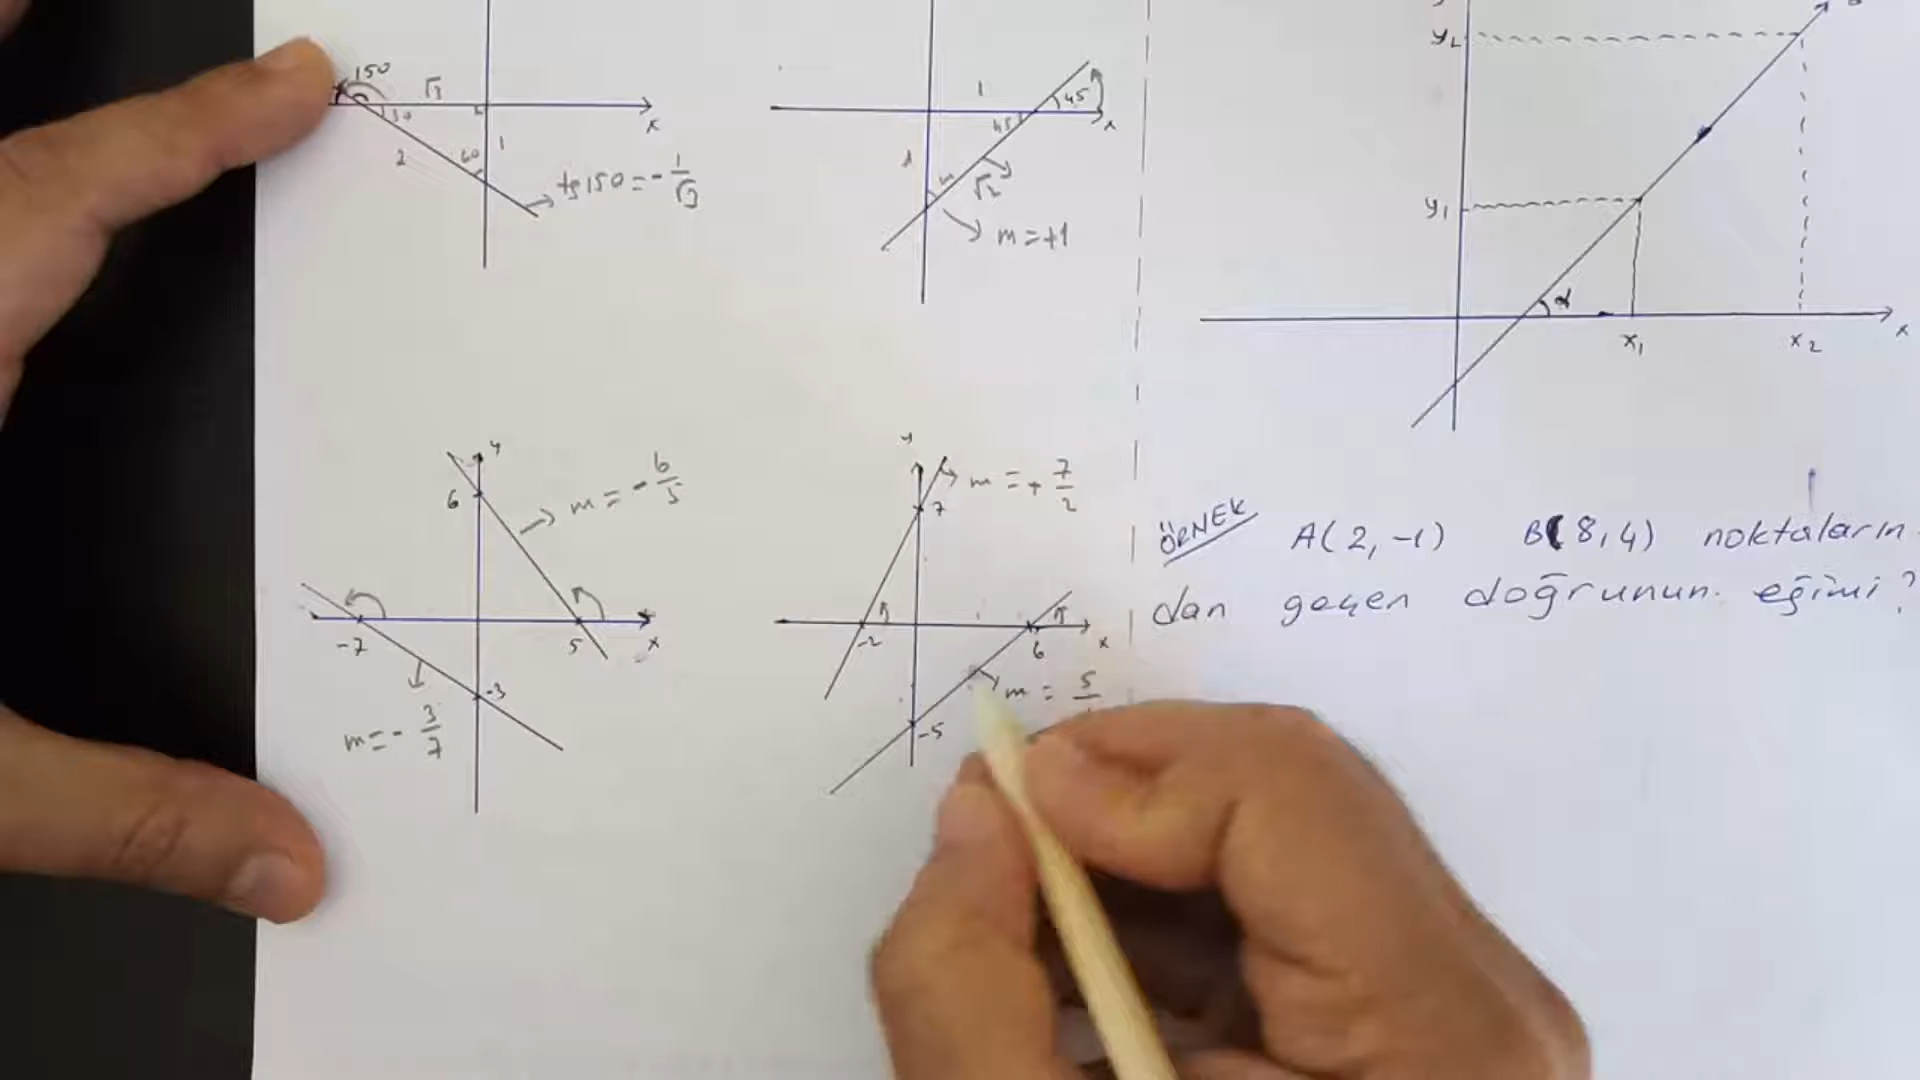 150
√3
30
x
2
60
1
tg150 = - 1/√3
1
45
x
45
1
√2
m = +1
y2
y1
α
x1
x2
x
y
6
m = - 6/5
-7
5
x
-3
m = - 3/7
y
m = + 7/2
7
-2
6
x
m = 5
-5
ÖRNEK A(2,-1) B(8,4) noktaların
dan geçen doğrunun eğimi?